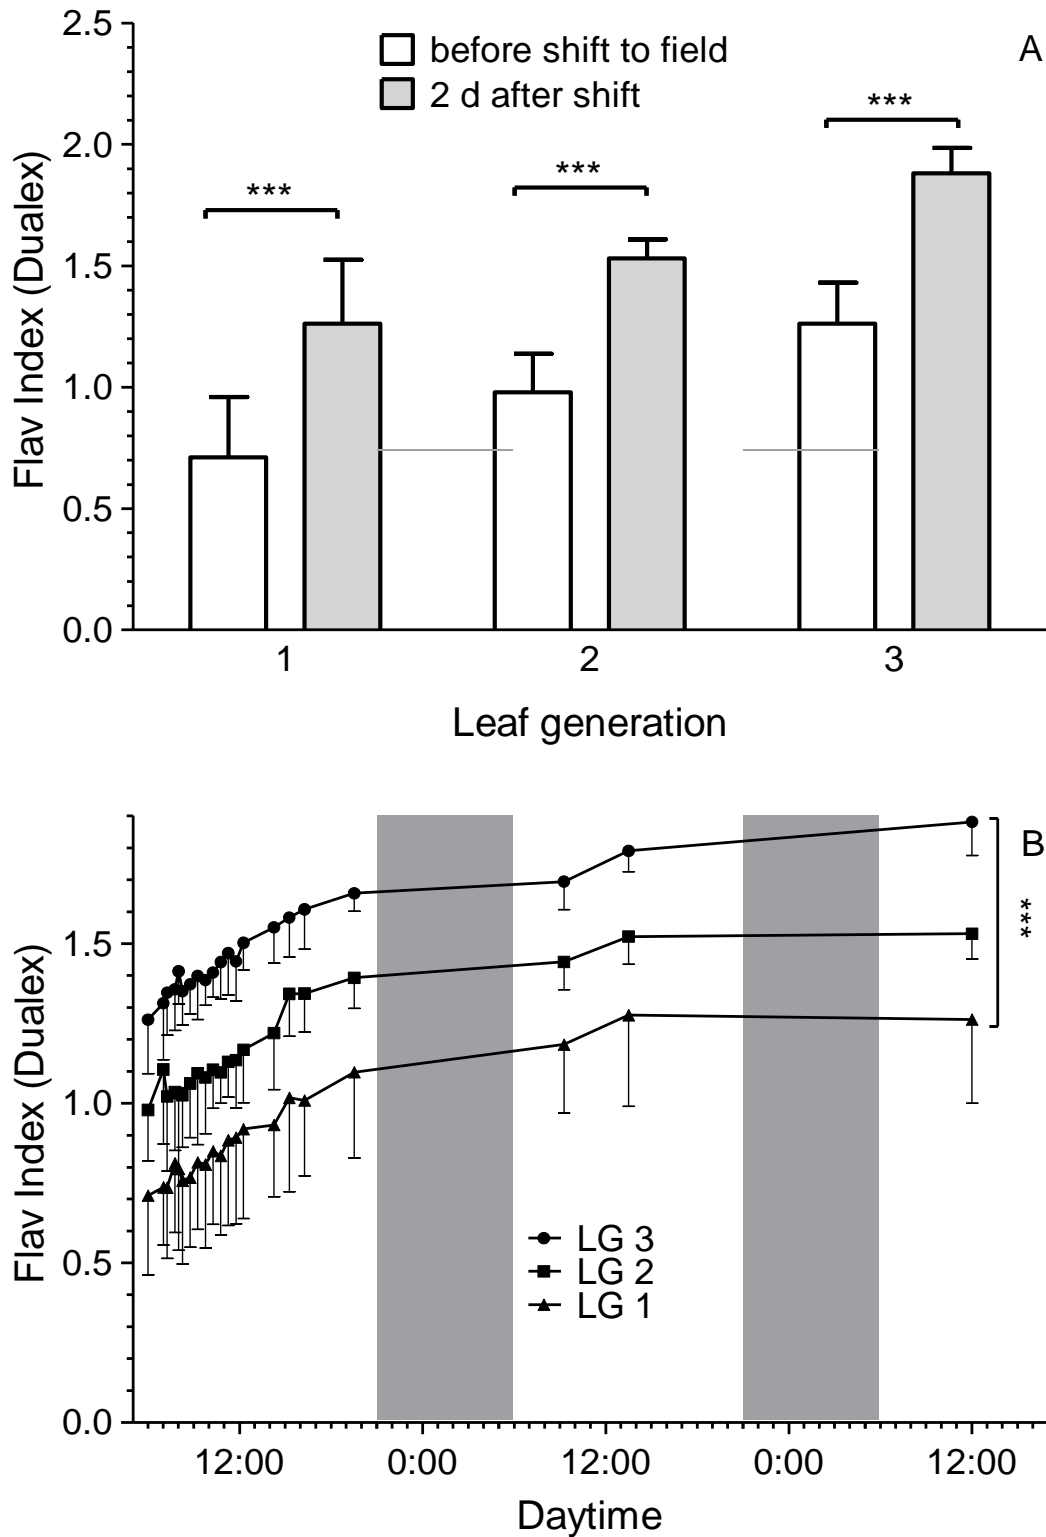 2.5
before shift to field
2 d after shift
A
2.0
1.5
1.0
0.5
0.0
Flav Index (Dualex)
***
***
***
1 2 3
Leaf generation
B
1.5
1.0
0.5
0.0
Flav Index (Dualex)
***
LG 3
LG 2
LG 1
12:00 0:00 12:00 0:00 12:00
Daytime